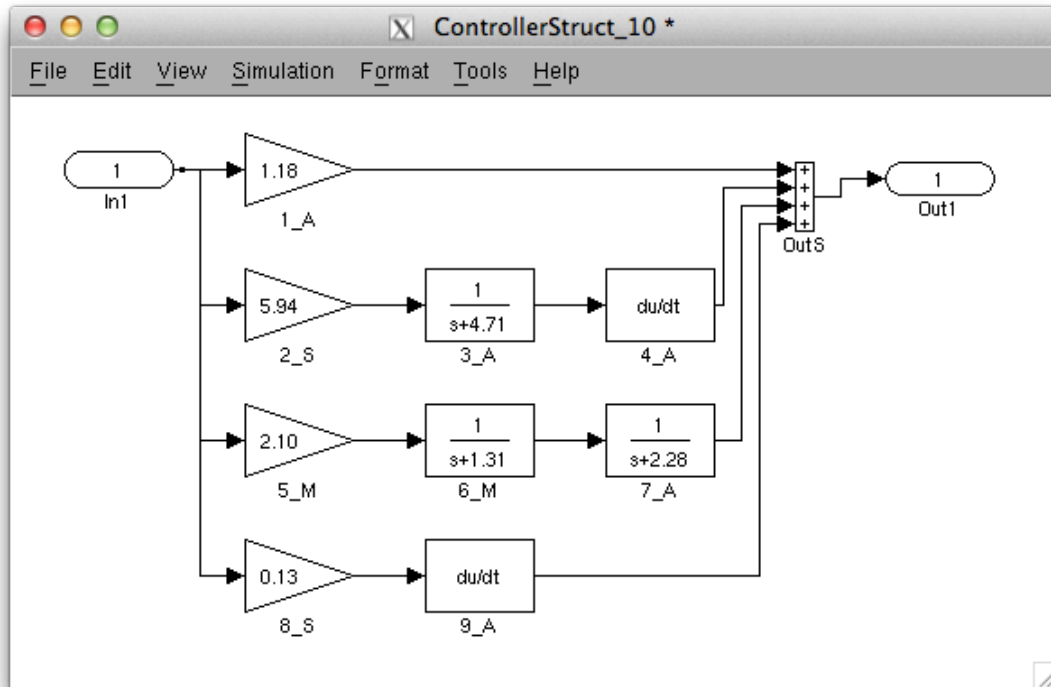 ControllerStruct_10 *
File Edit View Simulation Format Tools Help
1
In1
1.18
1_A
+
+
+
+
OutS
1
Out1
5.94
2_S
1
s+4.71
3_A
du/dt
4_A
2.10
5_M
1
s+1.31
6_M
1
s+2.28
7_A
0.13
8_S
du/dt
9_A